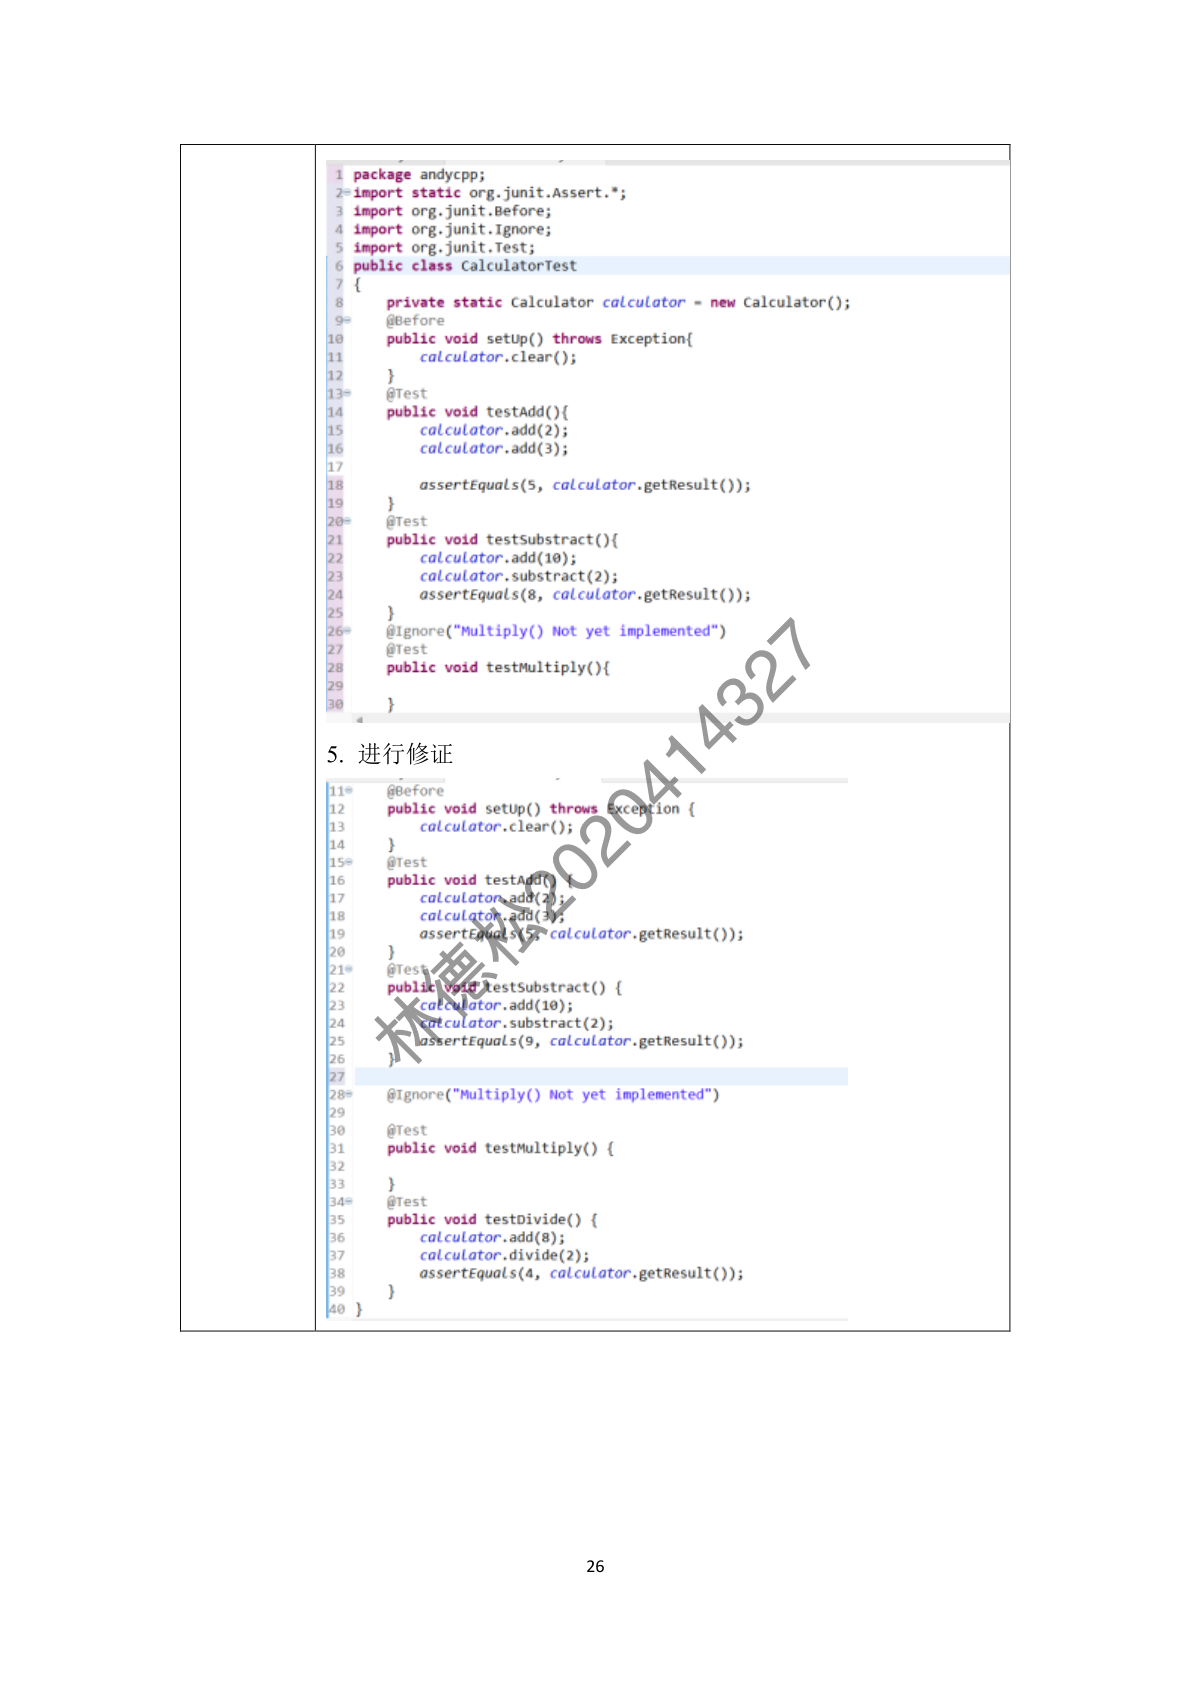 1 package andycpp;
2 import static org.junit.Assert.*;
3 import org.junit.Before;
4 import org.junit.Ignore;
5 import org.junit.Test;
6 public class CalculatorTest
7 {
8     private static Calculator calculator = new Calculator();
9     @Before
10     public void setUp() throws Exception{
11         calculator.clear();
12     }
13     @Test
14     public void testAdd(){
15         calculator.add(2);
16         calculator.add(3);
17
18         assertEquals(5, calculator.getResult());
19     }
20     @Test
21     public void testSubstract(){
22         calculator.add(10);
23         calculator.substract(2);
24         assertEquals(8, calculator.getResult());
25     }
26     @Ignore("Multiply() Not yet implemented")
27     @Test
28     public void testMultiply(){
29
30     }
5. 进行修证
11     @Before
12     public void setUp() throws Exception {
13         calculator.clear();
14     }
15     @Test
16     public void testAdd() {
17         calculator.add(2);
18         calculator.add(3);
19         assertEquals(5, calculator.getResult());
20     }
21     @Test
22     public void testSubstract() {
23         calculator.add(10);
24         calculator.substract(2);
25         assertEquals(9, calculator.getResult());
26     }
27
28     @Ignore("Multiply() Not yet implemented")
29
30     @Test
31     public void testMultiply() {
32
33     }
34     @Test
35     public void testDivide() {
36         calculator.add(8);
37         calculator.divide(2);
38         assertEquals(4, calculator.getResult());
39     }
40 }
林德松2020414327
26